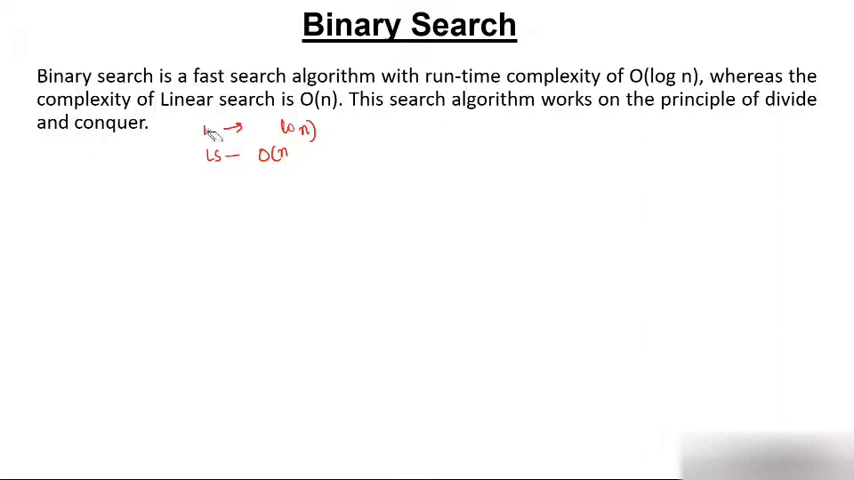 Binary Search
Binary search is a fast search algorithm with run-time complexity of O(log n), whereas the
complexity of Linear search is O(n). This search algorithm works on the principle of divide
and conquer.
→ lo n)
LS — O(n